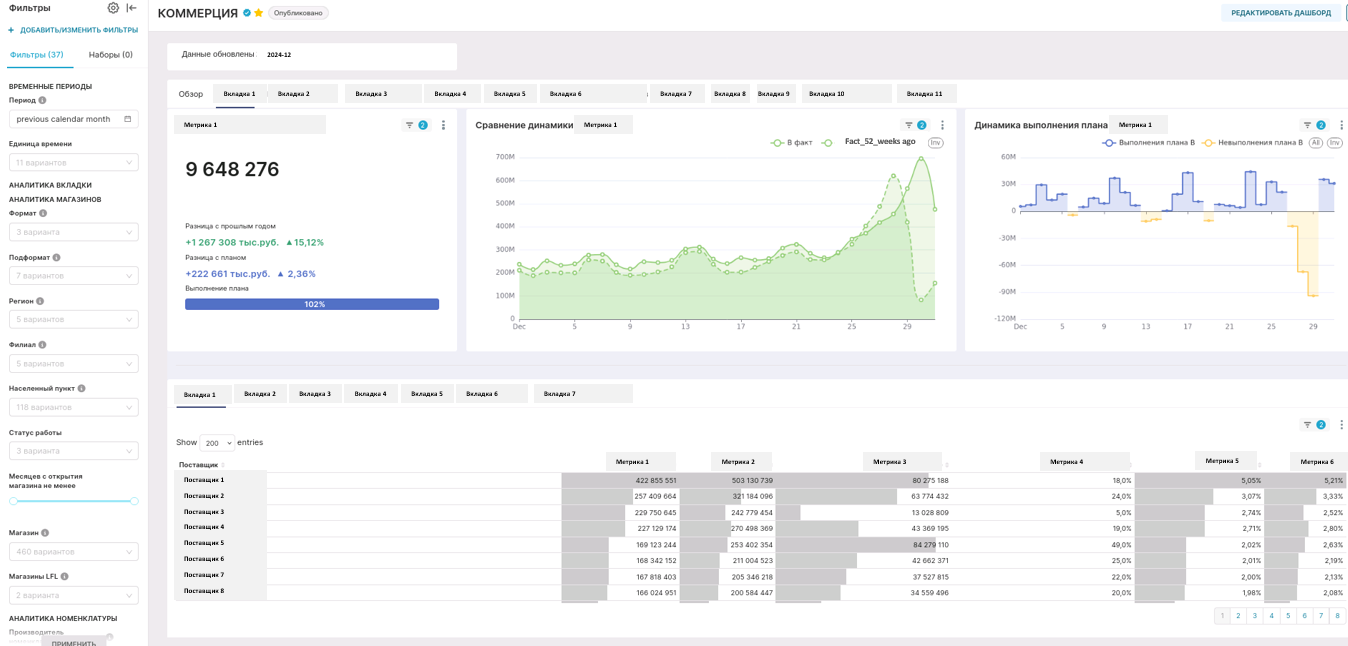 Фильтры
+ ДОБАВИТЬ/ИЗМЕНИТЬ ФИЛЬТРЫ
Фильтры (37) Наборы (0)
ВРЕМЕННЫЕ ПЕРИОДЫ
Период
previous calendar month
Единица времени
11 вариантов
АНАЛИТИКА ВКЛАДКИ
АНАЛИТИКА МАГАЗИНОВ
Формат
3 варианта
Подформат
7 вариантов
Регион
5 вариантов
Филиал
5 вариантов
Населенный пункт
118 вариантов
Статус работы
3 варианта
Месяцев с открытия
магазина не менее
Магазин
460 вариантов
Магазины LFL
2 варианта
АНАЛИТИКА НОМЕНКЛАТУРЫ
Производитель
ПРИМЕНИТЬ
КОММЕРЦИЯ Опубликовано
РЕДАКТИРОВАТЬ ДАШБОРД
Данные обновлены 2024-12
Обзор Вкладка 1 Вкладка 2 Вкладка 3 Вкладка 4 Вкладка 5 Вкладка 6 Вкладка 7 Вкладка 8 Вкладка 9 Вкладка 10 Вкладка 11
Метрика 1 2
9 648 276
Разница с прошлым годом
+1 267 308 тыс.руб. ▲15,12%
Разница с планом
+222 661 тыс.руб. ▲ 2,36%
Выполнение плана
102%
Сравнение динамики Метрика 1 2
В факт Fact_52_weeks ago Inv
700M
600M
500M
400M
300M
200M
100M
0
Dec 5 9 13 17 21 25 29
Динамика выполнения плана Метрика 1 2
Выполнения плана В Невыполнения плана В All Inv
60M
30M
0
-30M
-60M
-90M
-120M
Dec 5 9 13 17 21 25 29
Вкладка 1 Вкладка 2 Вкладка 3 Вкладка 4 Вкладка 5 Вкладка 6 Вкладка 7
2
Show 200 entries
Поставщик Метрика 1 Метрика 2 Метрика 3 Метрика 4 Метрика 5 Метрика 6
Поставщик 1 422 855 551 503 130 739 80 275 188 18,0% 5,05% 5,21%
Поставщик 2 257 409 664 321 184 096 63 774 432 24,0% 3,07% 3,33%
Поставщик 3 229 750 645 242 779 454 13 028 809 5,0% 2,74% 2,52%
Поставщик 4 227 129 174 270 498 369 43 369 195 19,0% 2,71% 2,80%
Поставщик 5 169 123 244 253 402 354 84 279 110 49,0% 2,02% 2,63%
Поставщик 6 168 342 152 211 004 523 42 662 371 25,0% 2,01% 2,19%
Поставщик 7 167 818 403 205 346 218 37 527 815 22,0% 2,00% 2,13%
Поставщик 8 166 024 951 200 584 447 34 559 496 20,0% 1,98% 2,08%
1 2 3 4 5 6 7 8